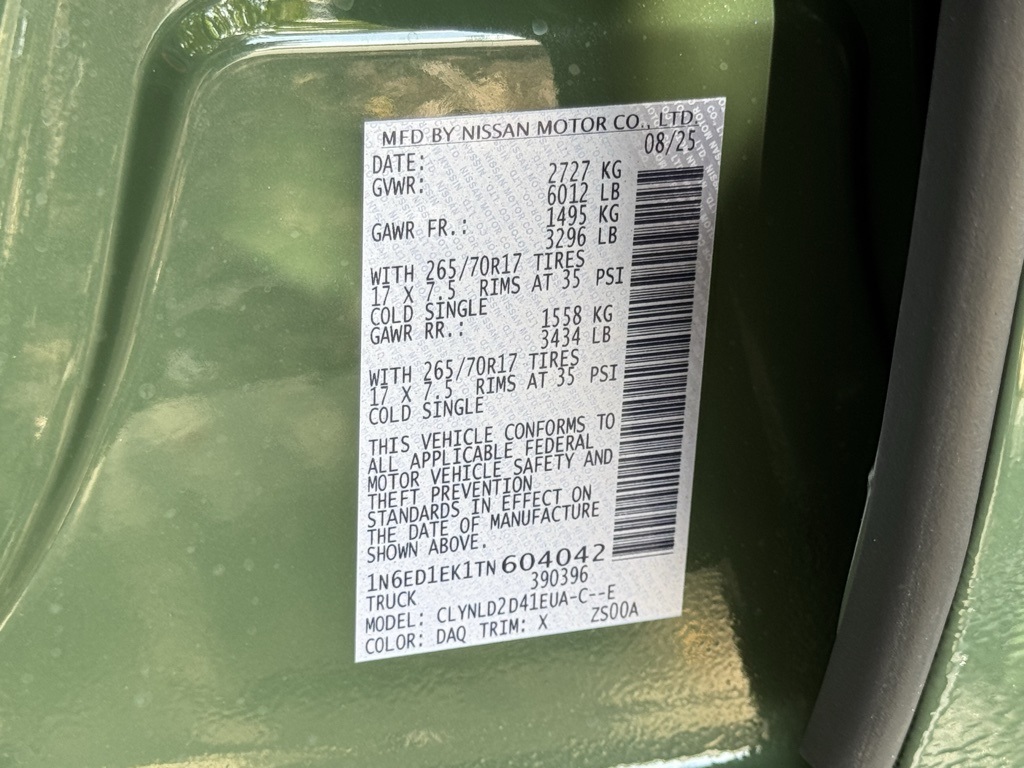 MFD BY NISSAN MOTOR CO., LTD.
DATE: 08/25
GVWR: 2727 KG
6012 LB
GAWR FR.: 1495 KG
3296 LB
WITH 265/70R17 TIRES
17 X 7.5 RIMS AT 35 PSI
COLD SINGLE
GAWR RR.: 1558 KG
3434 LB
WITH 265/70R17 TIRES
17 X 7.5 RIMS AT 35 PSI
COLD SINGLE
THIS VEHICLE CONFORMS TO
ALL APPLICABLE FEDERAL
MOTOR VEHICLE SAFETY AND
THEFT PREVENTION
STANDARDS IN EFFECT ON
THE DATE OF MANUFACTURE
SHOWN ABOVE.
1N6ED1EK1TN604042
TRUCK 390396
MODEL: CLYNLD2D41EUA-C--E
COLOR: DAQ TRIM: X ZS00A